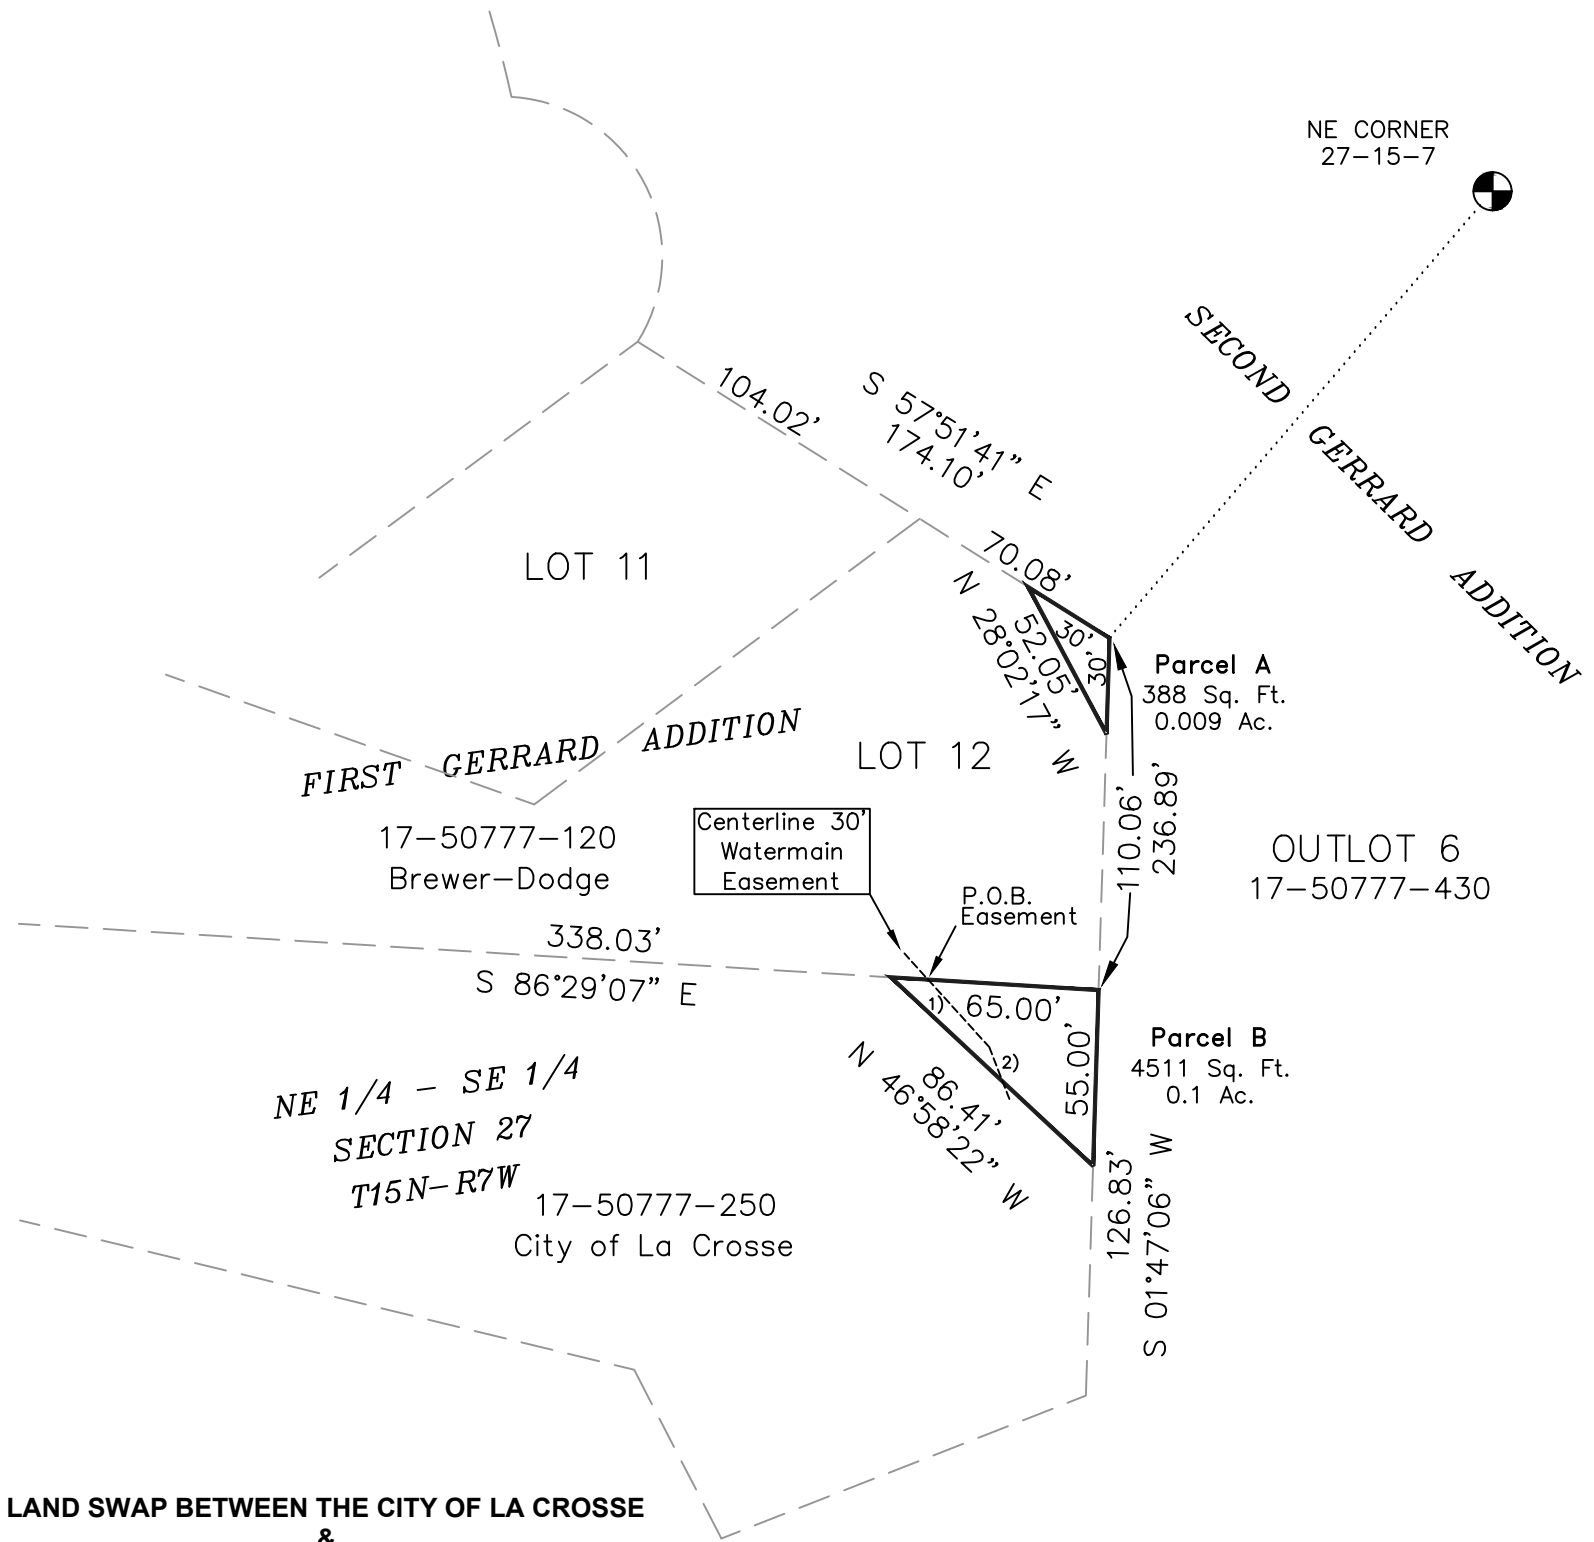 NE CORNER
27-15-7
SECOND GERRARD ADDITION
104.02'
S 57°51'41" E
174.10'
70.08'
LOT 11
30'
30'
52.05'
N 28°02'17" W
Parcel A
388 Sq. Ft.
0.009 Ac.
FIRST GERRARD ADDITION
LOT 12
110.06'
236.89'
17-50777-120
Brewer-Dodge
Centerline 30'
Watermain
Easement
P.O.B.
Easement
OUTLOT 6
17-50777-430
338.03'
S 86°29'07" E
1)
65.00'
2)
55.00'
86.41'
N 46°58'22" W
Parcel B
4511 Sq. Ft.
0.1 Ac.
NE 1/4 - SE 1/4
SECTION 27
T15N-R7W
17-50777-250
City of La Crosse
126.83'
S 01°47'06" W
LAND SWAP BETWEEN THE CITY OF LA CROSSE
&